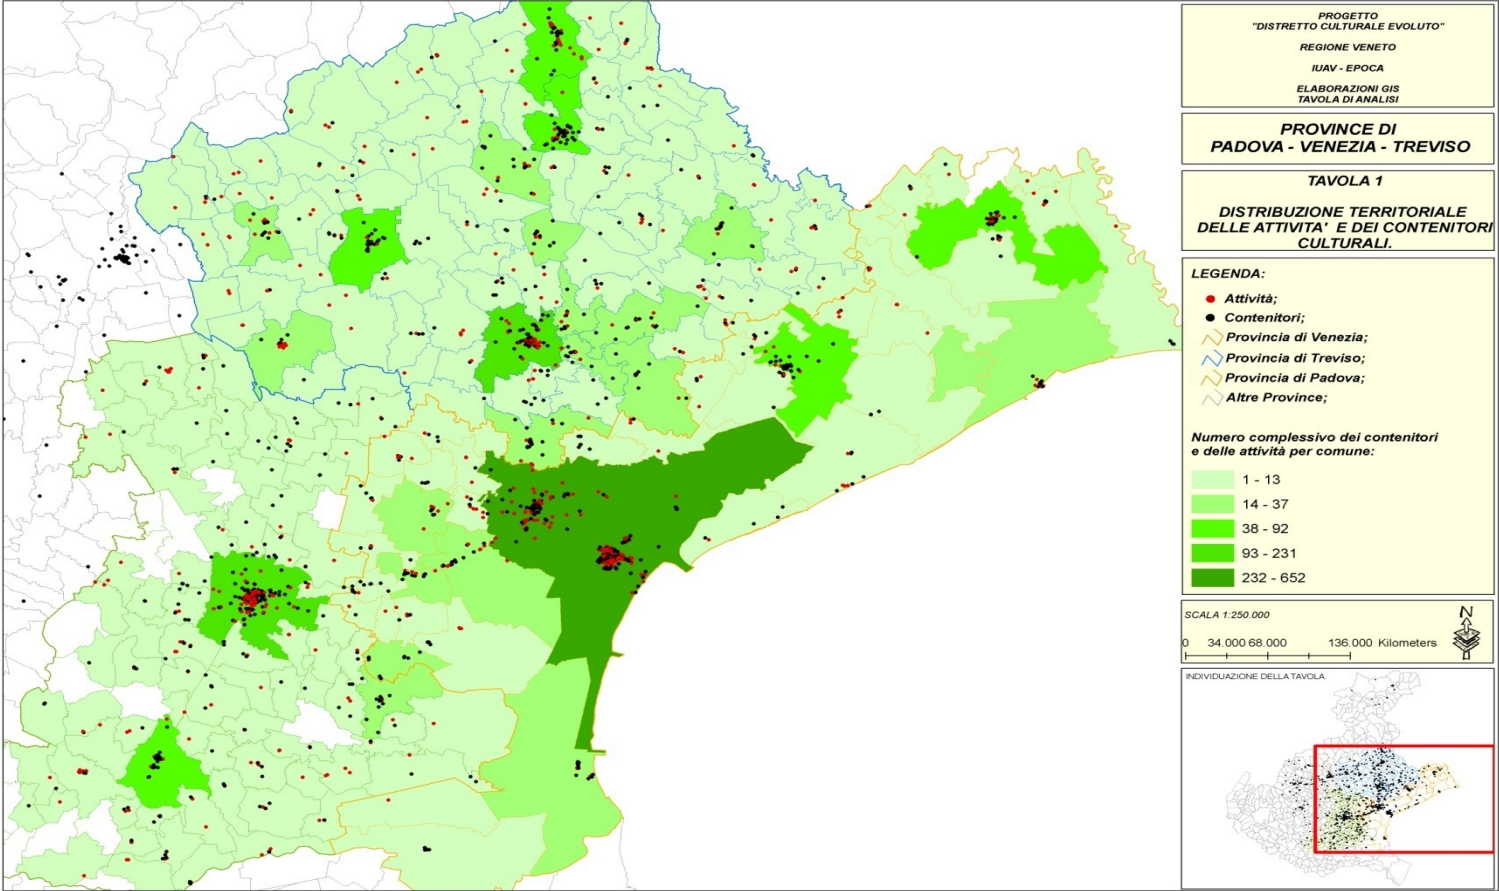 PROGETTO
"DISTRETTO CULTURALE EVOLUTO"
REGIONE VENETO
IUAV - EPOCA
ELABORAZIONI GIS
TAVOLA DI ANALISI
PROVINCE DI
PADOVA - VENEZIA - TREVISO
TAVOLA 1
DISTRIBUZIONE TERRITORIALE
DELLE ATTIVITA' E DEI CONTENITORI
CULTURALI.
LEGENDA:
Attività;
Contenitori;
Provincia di Venezia;
Provincia di Treviso;
Provincia di Padova;
Altre Province;
Numero complessivo dei contenitori
e delle attività per comune:
1 - 13
14 - 37
38 - 92
93 - 231
232 - 652
SCALA 1:250.000
N
0 34.000 68.000 136.000 Kilometers
INDIVIDUAZIONE DELLA TAVOLA